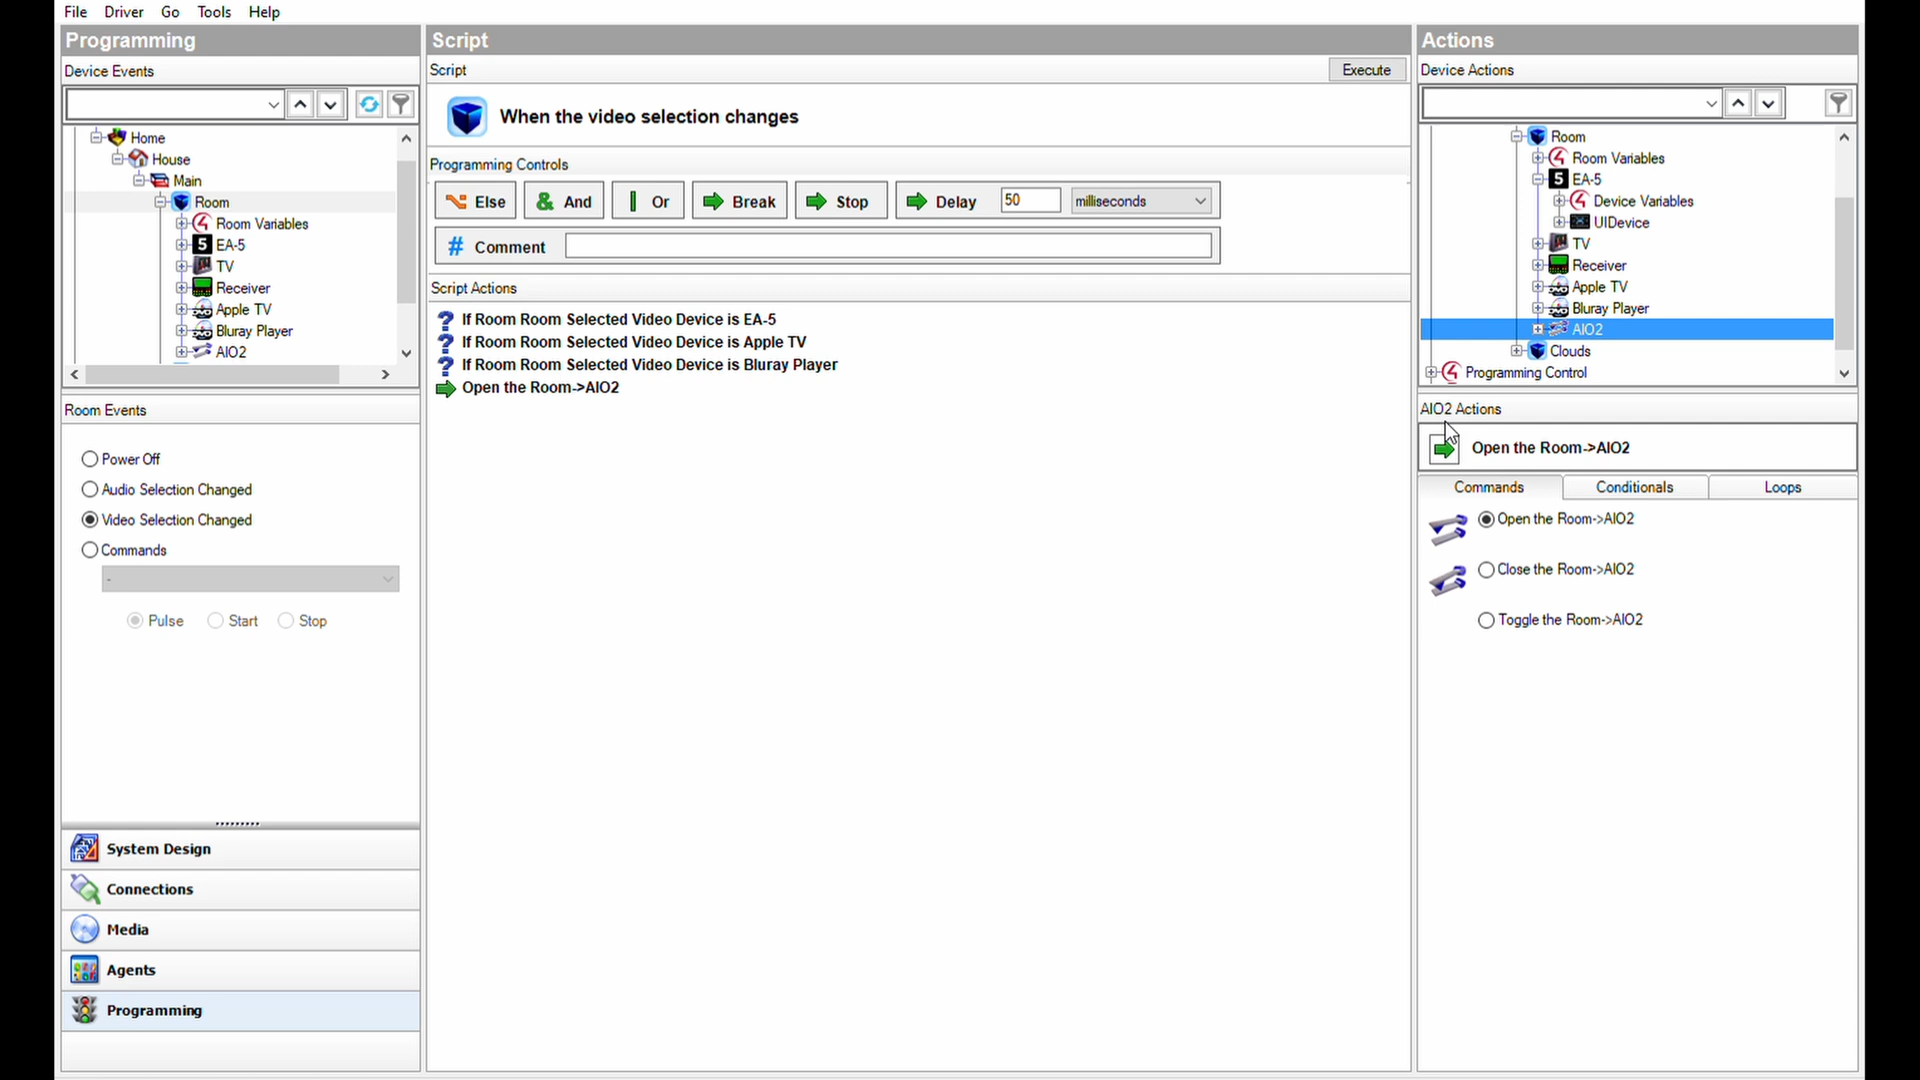 File Driver Go Tools Help
Programming
Device Events
Home
House
Main
Room
Room Variables
5 EA-5
TV
Receiver
Apple TV
Bluray Player
AIO2
Room Events
Power Off
Audio Selection Changed
Video Selection Changed
Commands
-
Pulse Start Stop
System Design
Connections
Media
Agents
Programming
Script
Script Execute
When the video selection changes
Programming Controls
Else & And Or Break Stop Delay 50 milliseconds
# Comment
Script Actions
? If Room Room Selected Video Device is EA-5
? If Room Room Selected Video Device is Apple TV
? If Room Room Selected Video Device is Bluray Player
Open the Room->AIO2
Actions
Device Actions
Room
Room Variables
5 EA-5
Device Variables
UIDevice
TV
Receiver
Apple TV
Bluray Player
AIO2
Clouds
Programming Control
AIO2 Actions
Open the Room->AIO2
Commands Conditionals Loops
Open the Room->AIO2
Close the Room->AIO2
Toggle the Room->AIO2